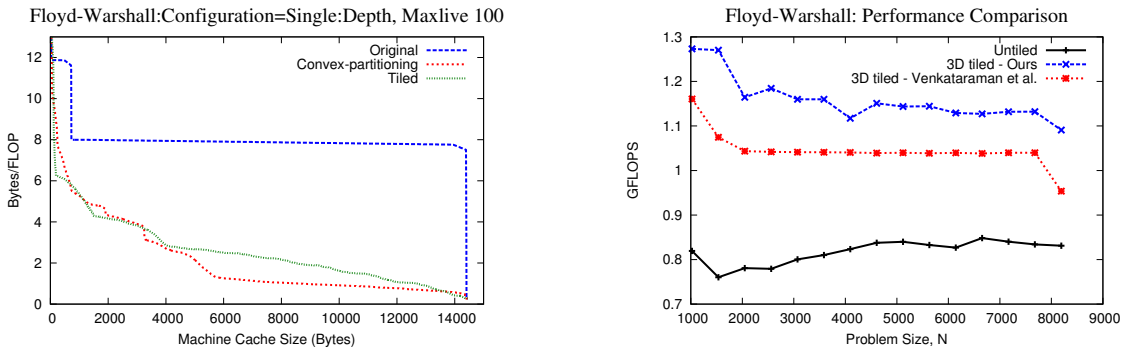 Floyd-Warshall:Configuration=Single:Depth, Maxlive 100
Bytes/FLOP
12
10
8
6
4
2
0
Original
Convex-partitioning
Tiled
0 2000 4000 6000 8000 10000 12000 14000
Machine Cache Size (Bytes)
Floyd-Warshall: Performance Comparison
GFLOPS
1.3
1.2
1.1
1
0.9
0.8
0.7
Untiled
3D tiled - Ours
3D tiled - Venkataraman et al.
1000 2000 3000 4000 5000 6000 7000 8000 9000
Problem Size, N